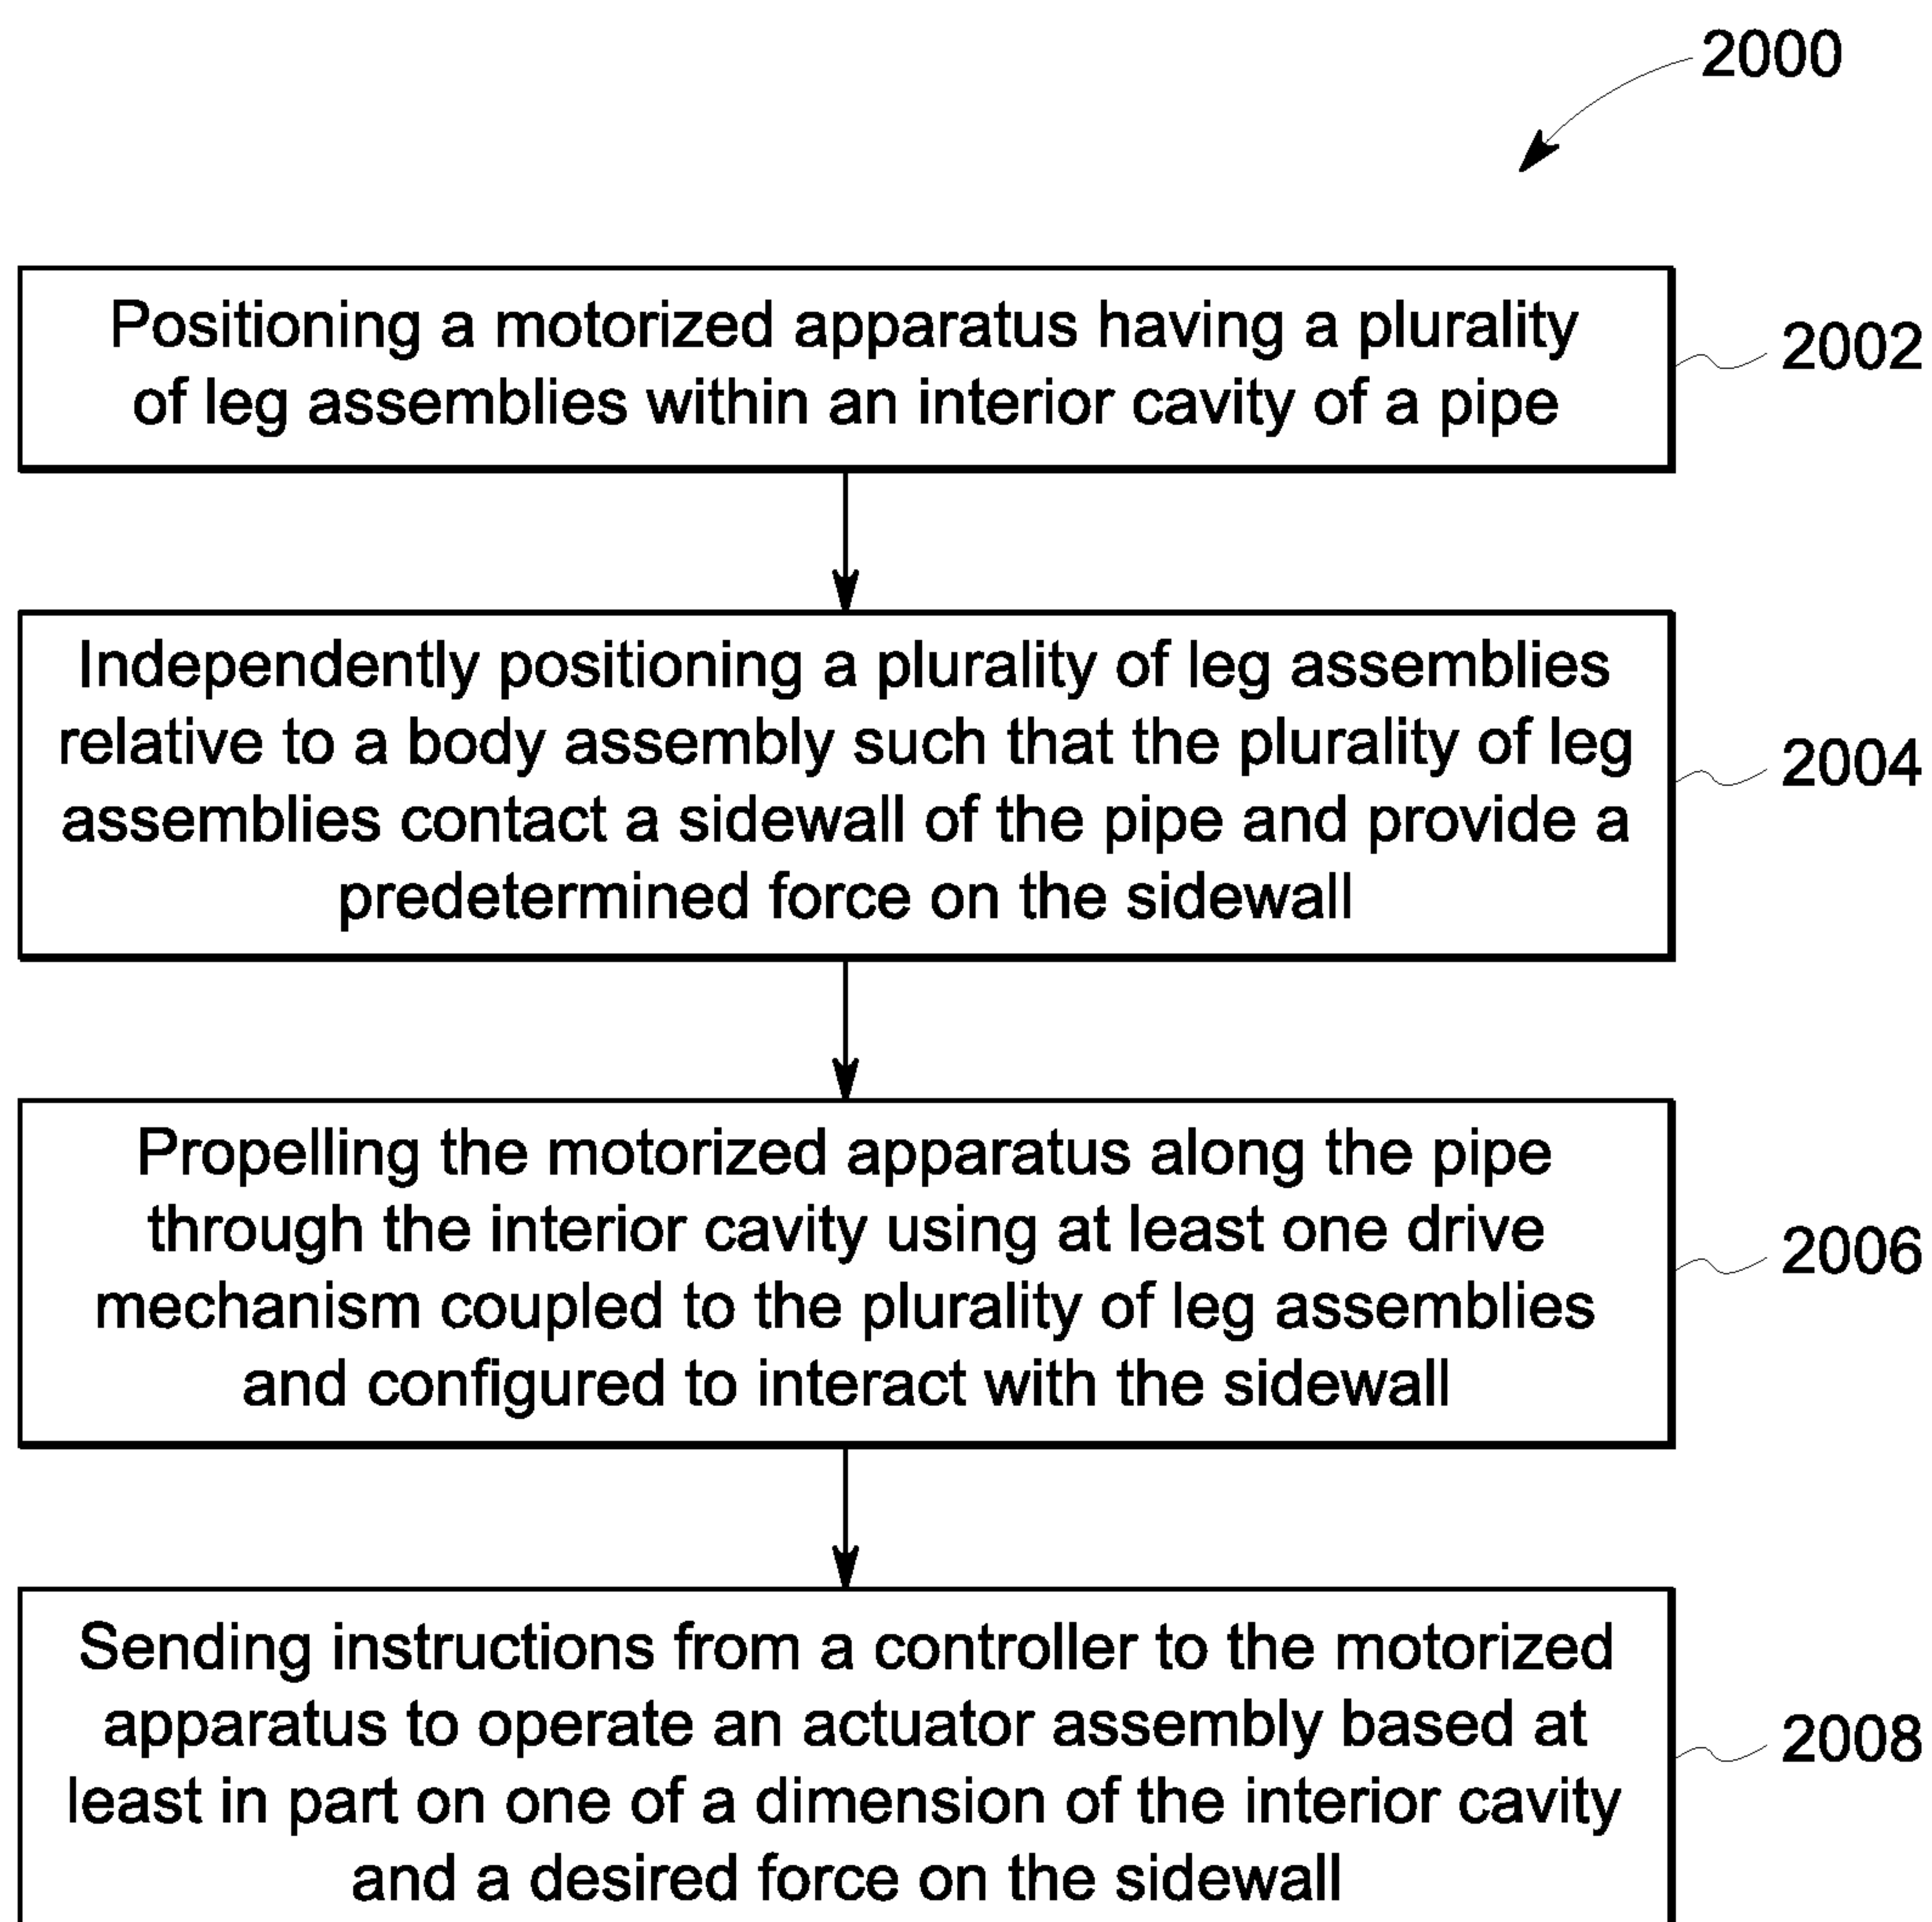 2000
Positioning a motorized apparatus having a plurality
of leg assemblies within an interior cavity of a pipe
2002
Independently positioning a plurality of leg assemblies
relative to a body assembly such that the plurality of leg
assemblies contact a sidewall of the pipe and provide a
predetermined force on the sidewall
2004
Propelling the motorized apparatus along the pipe
through the interior cavity using at least one drive
mechanism coupled to the plurality of leg assemblies
and configured to interact with the sidewall
2006
Sending instructions from a controller to the motorized
apparatus to operate an actuator assembly based at
least in part on one of a dimension of the interior cavity
and a desired force on the sidewall
2008